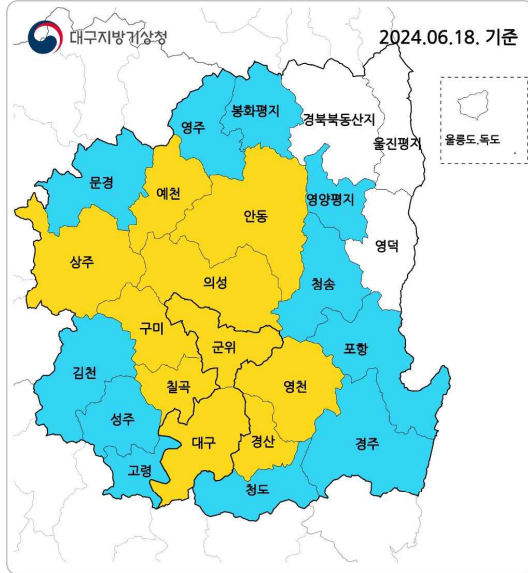 대구지방기상청
2024.06.18. 기준
봉화평지
영주
경북북동산지
울진평지
울릉도,독도
문경
예천
안동
영양평지
영덕
상주
의성
청송
구미
군위
포항
김천
칠곡
영천
성주
대구
경산
경주
고령
청도